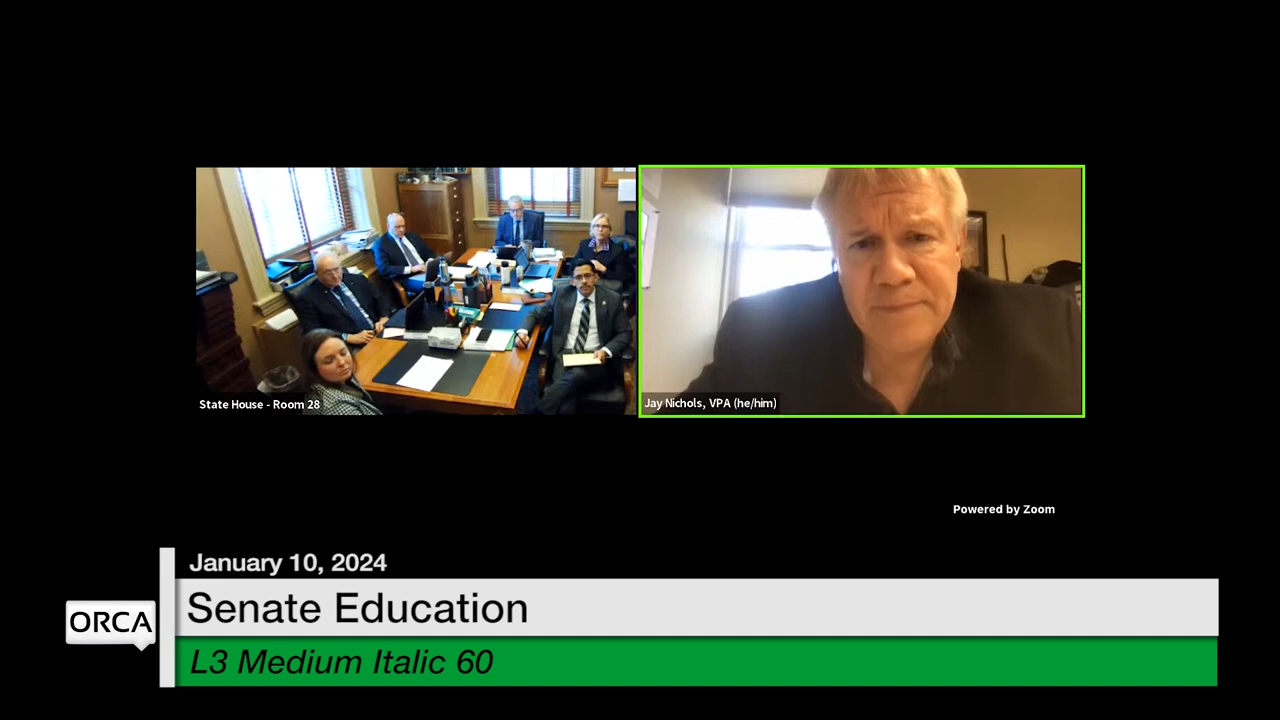 State House - Room 28
Jay Nichols, VPA (he/him)
Powered by Zoom
January 10, 2024
Senate Education
ORCA
L3 Medium Italic 60